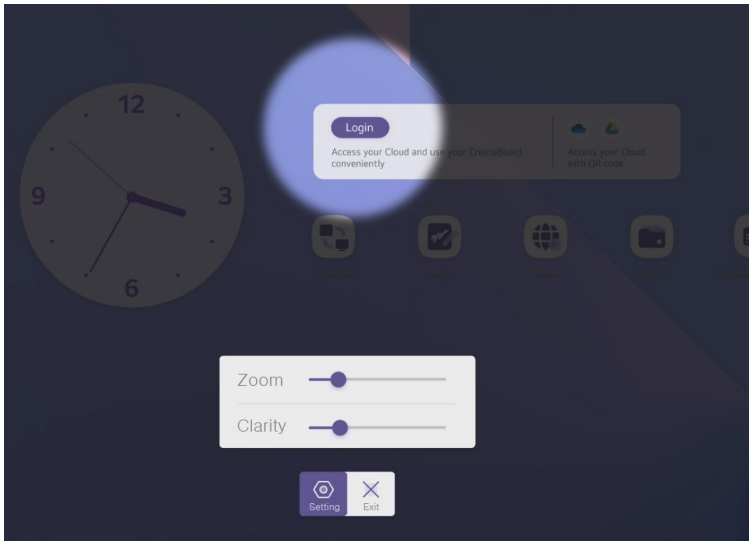 12
9
3
6
Login
Access your Cloud and use your CreateBoard
conveniently
Access your Cloud
with QR code
Zoom
Clarity
Setting
Exit